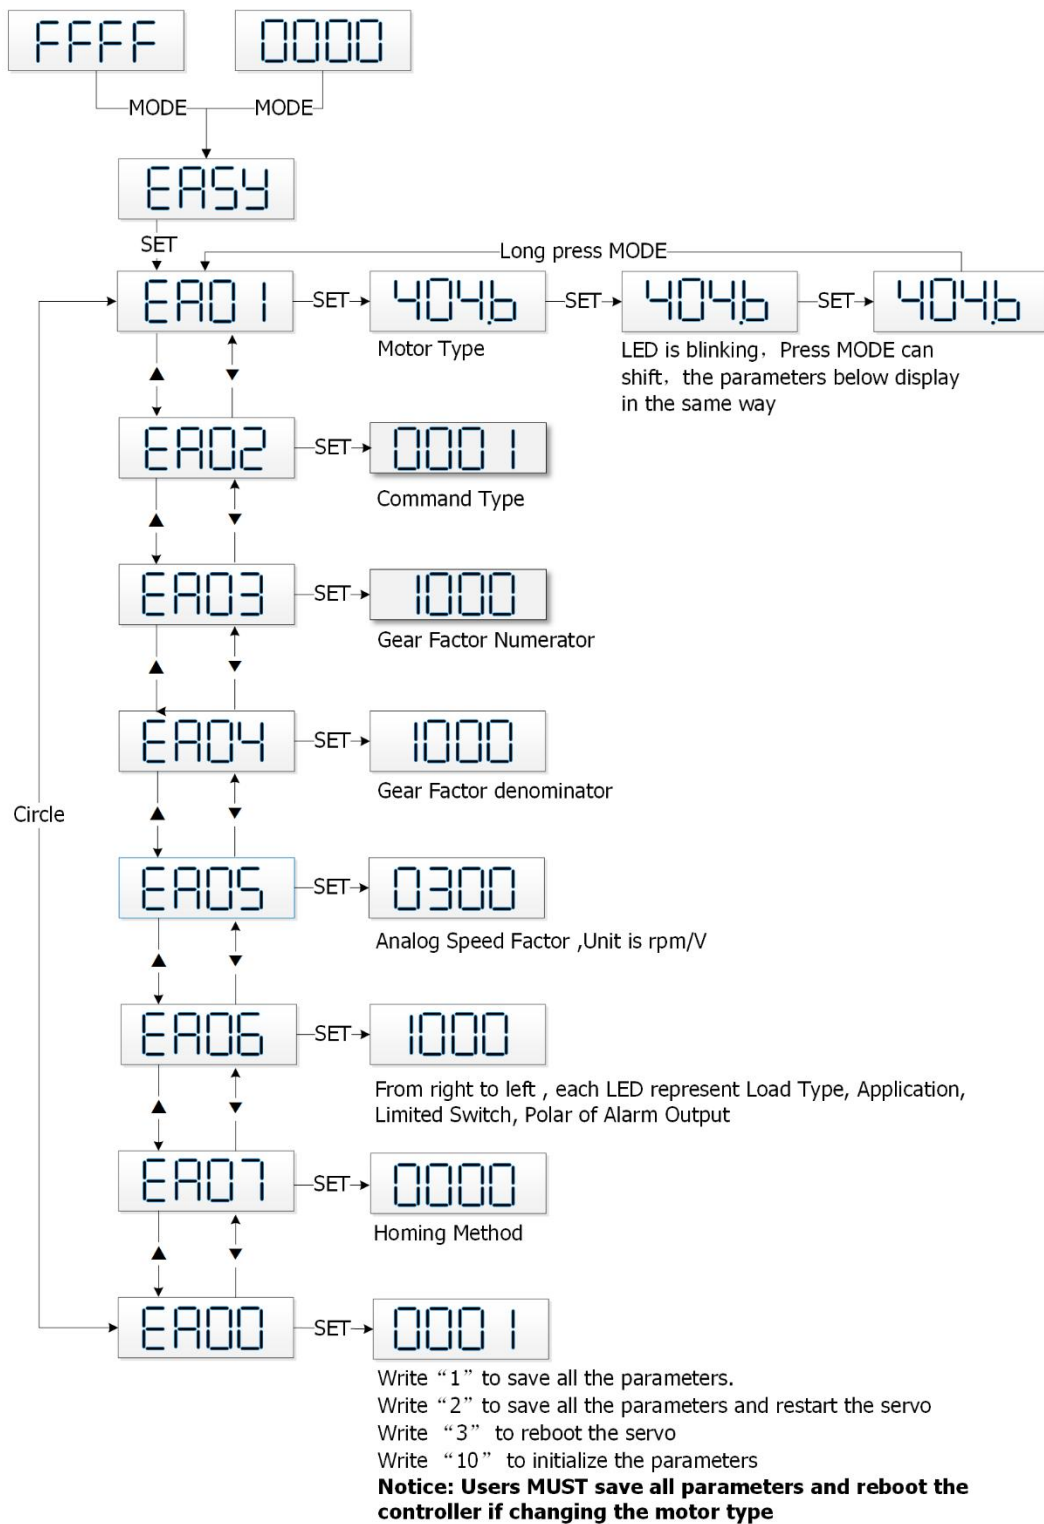 FFFF
0000
MODE
MODE
EASY
SET
Long press MODE
EA01
SET
404.b
SET
404.b
SET
404.b
Motor Type
LED is blinking, Press MODE can
shift, the parameters below display
in the same way
EA02
SET
0001
Command Type
EA03
SET
1000
Gear Factor Numerator
EA04
SET
1000
Gear Factor denominator
Circle
EA05
SET
0300
Analog Speed Factor ,Unit is rpm/V
EA06
SET
1000
From right to left , each LED represent Load Type, Application,
Limited Switch, Polar of Alarm Output
EA07
SET
0000
Homing Method
EA00
SET
0001
Write “1” to save all the parameters.
Write “2” to save all the parameters and restart the servo
Write “3” to reboot the servo
Write “10” to initialize the parameters
Notice: Users MUST save all parameters and reboot the
controller if changing the motor type